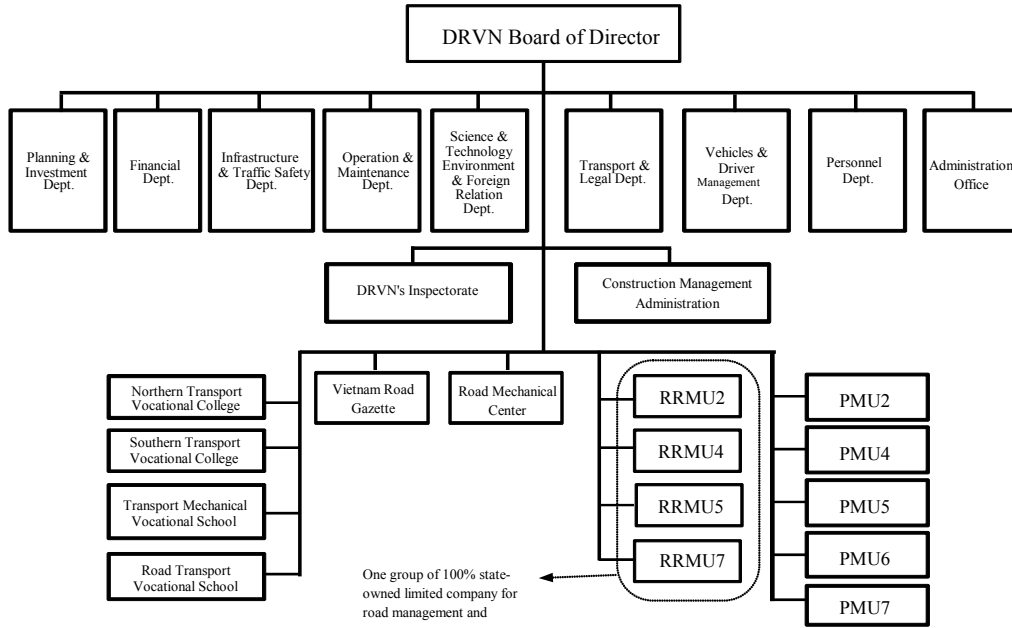 DRVN Board of Director
Planning &
Investment
Dept.
Financial
Dept.
Infrastructure
& Traffic Safety
Dept.
Operation &
Maintenance
Dept.
Science &
Technology
Environment
& Foreign
Relation
Dept.
Transport &
Legal Dept.
Vehicles &
Driver
Management
Dept.
Personnel
Dept.
Administration
Office
DRVN's Inspectorate
Construction Management
Administration
Northern Transport
Vocational College
Southern Transport
Vocational College
Transport Mechanical
Vocational School
Road Transport
Vocational School
Vietnam Road
Gazette
Road Mechanical
Center
RRMU2
RRMU4
RRMU5
RRMU7
PMU2
PMU4
PMU5
PMU6
PMU7
One group of 100% state-
owned limited company for
road management and